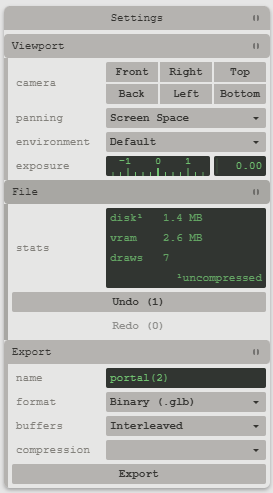 Settings
Viewport
camera Front Right Top
Back Left Bottom
panning Screen Space
environment Default
exposure -1 0 1 0.00
File
stats disk¹ 1.4 MB
vram 2.6 MB
draws 7
¹uncompressed
Undo (1)
Redo (0)
Export
name portal(2)
format Binary (.glb)
buffers Interleaved
compression
Export